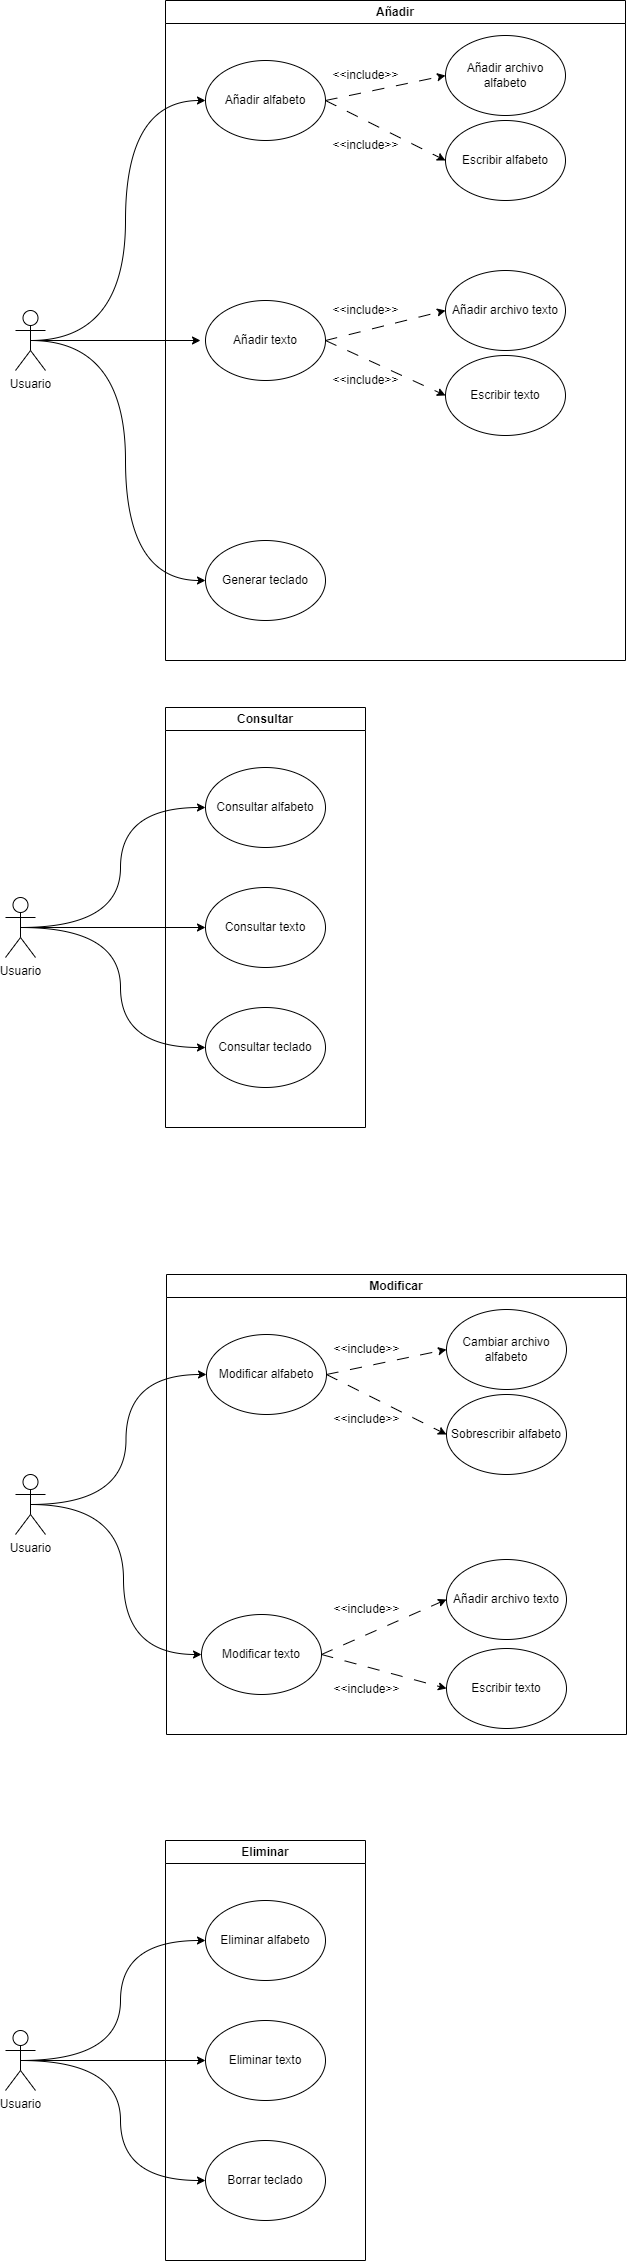 Añadir
<<include>>
Añadir archivo
alfabeto
Añadir alfabeto
<<include>>
Escribir alfabeto
<<include>>
Añadir archivo texto
Añadir texto
<<include>>
Escribir texto
Usuario
Generar teclado
Consultar
Consultar alfabeto
Consultar texto
Usuario
Consultar teclado
Modificar
<<include>>
Cambiar archivo
alfabeto
Modificar alfabeto
<<include>>
Sobrescribir alfabeto
Usuario
<<include>>
Añadir archivo texto
Modificar texto
<<include>>
Escribir texto
Eliminar
Eliminar alfabeto
Eliminar texto
Usuario
Borrar teclado